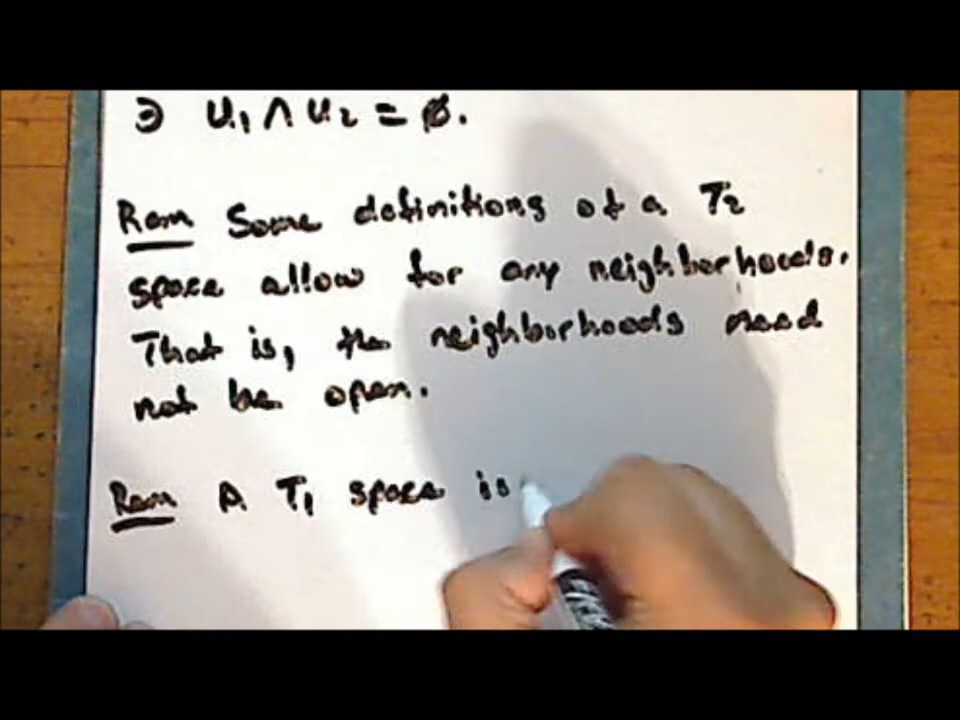 ∋ U₁ ∩ U₂ = ∅.
Rem Some definitions of a T₂
space allow for any neighborhoods.
That is, the neighborhoods need
not be open.
Rem A T₁ space is